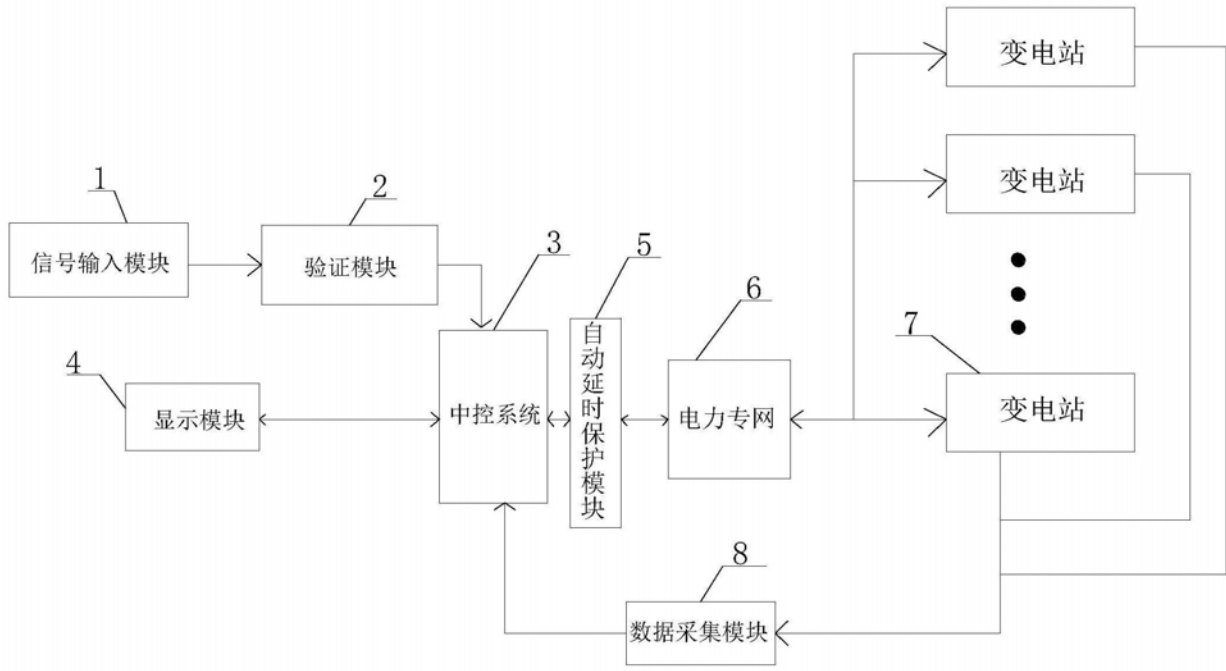 变电站
变电站
1
信号输入模块
2
验证模块
3
中控系统
4
显示模块
5
自动延时保护模块
6
电力专网
7
变电站
8
数据采集模块